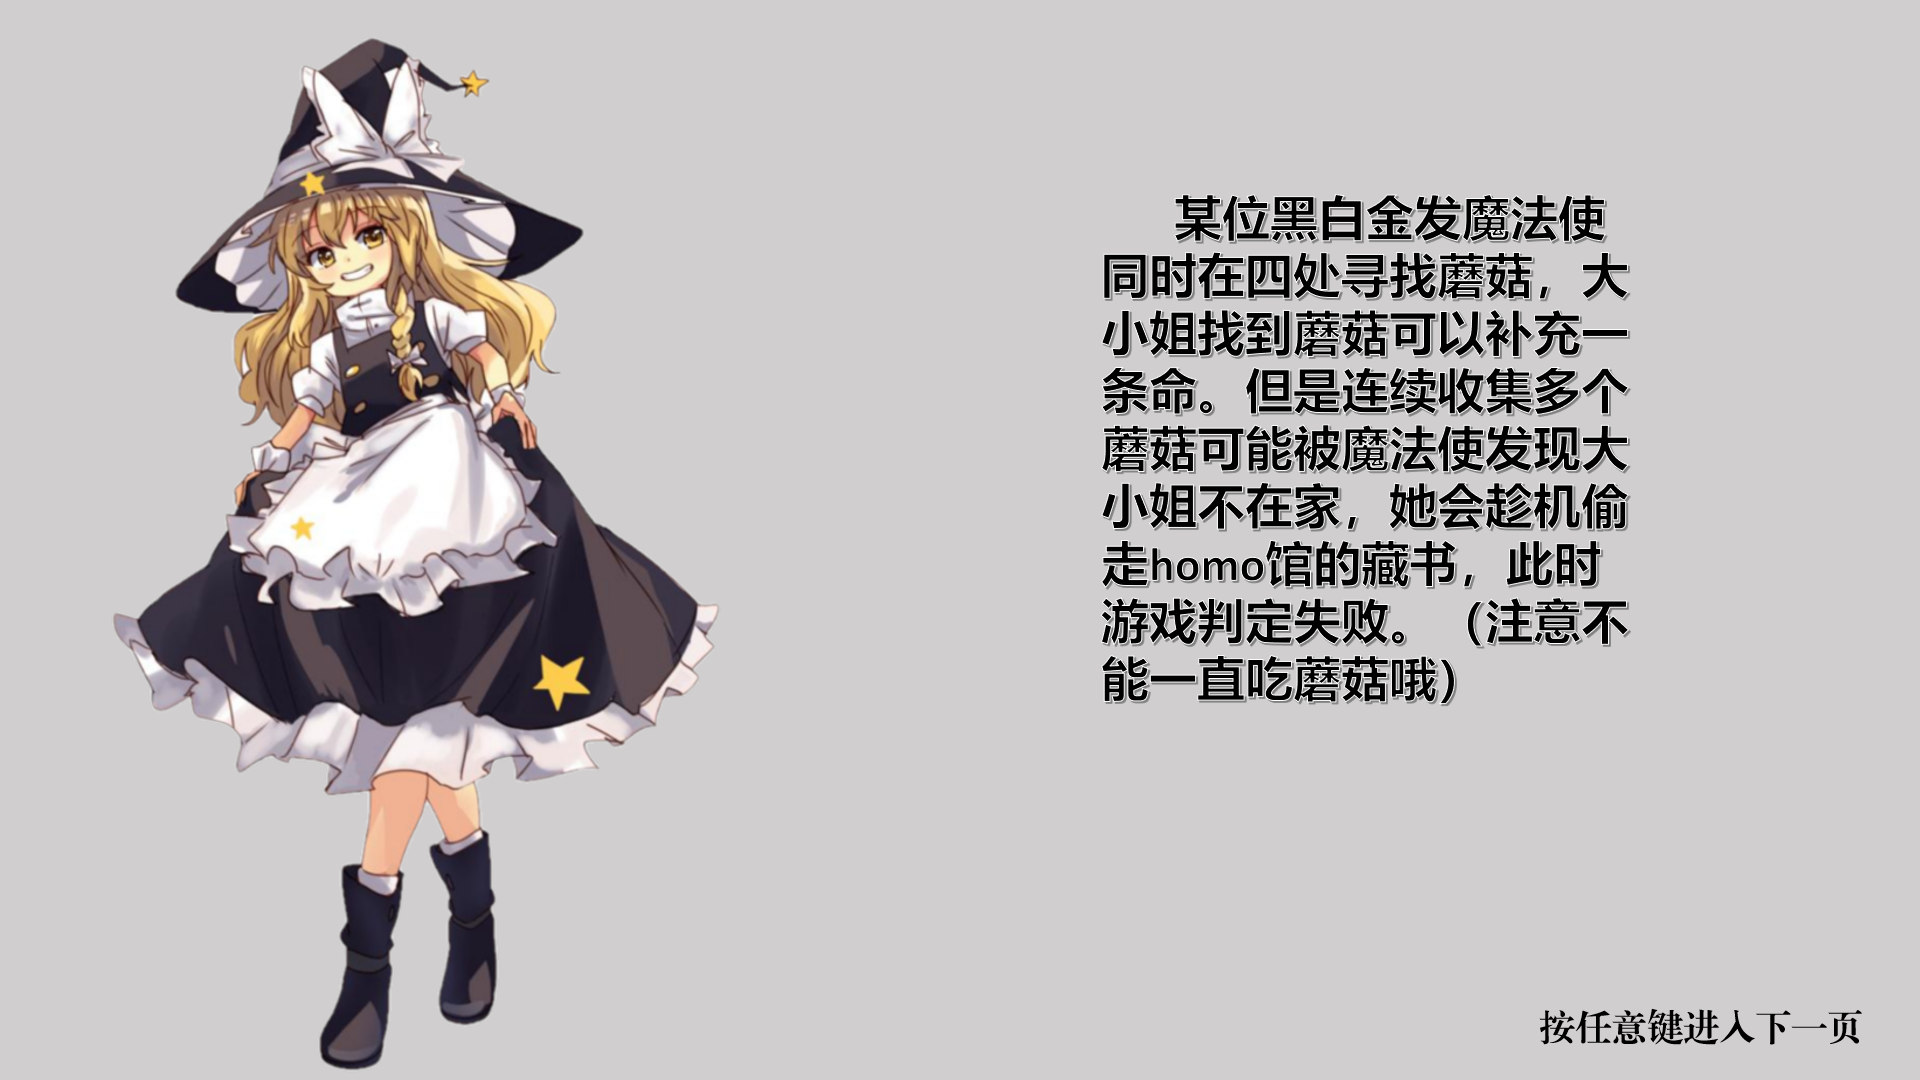 某位黑白金发魔法使
同时在四处寻找蘑菇，大
小姐找到蘑菇可以补充一
条命。但是连续收集多个
蘑菇可能被魔法使发现大
小姐不在家，她会趁机偷
走homo馆的藏书，此时
游戏判定失败。（注意不
能一直吃蘑菇哦）
按任意键进入下一页